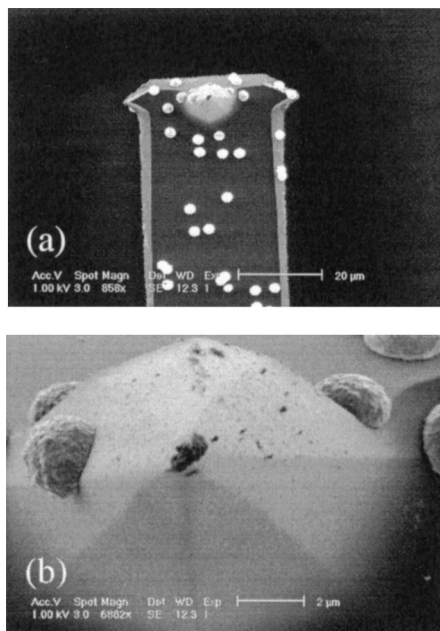 (a)
Acc.V Spot Magn Det WD Exp 20 µm
1.00 kV 3.0 858x SE 12.3 1
(b)
Acc.V Spot Magn Det WD Exp 2 µm
1.00 kV 3.0 6882x SE 12.3 1